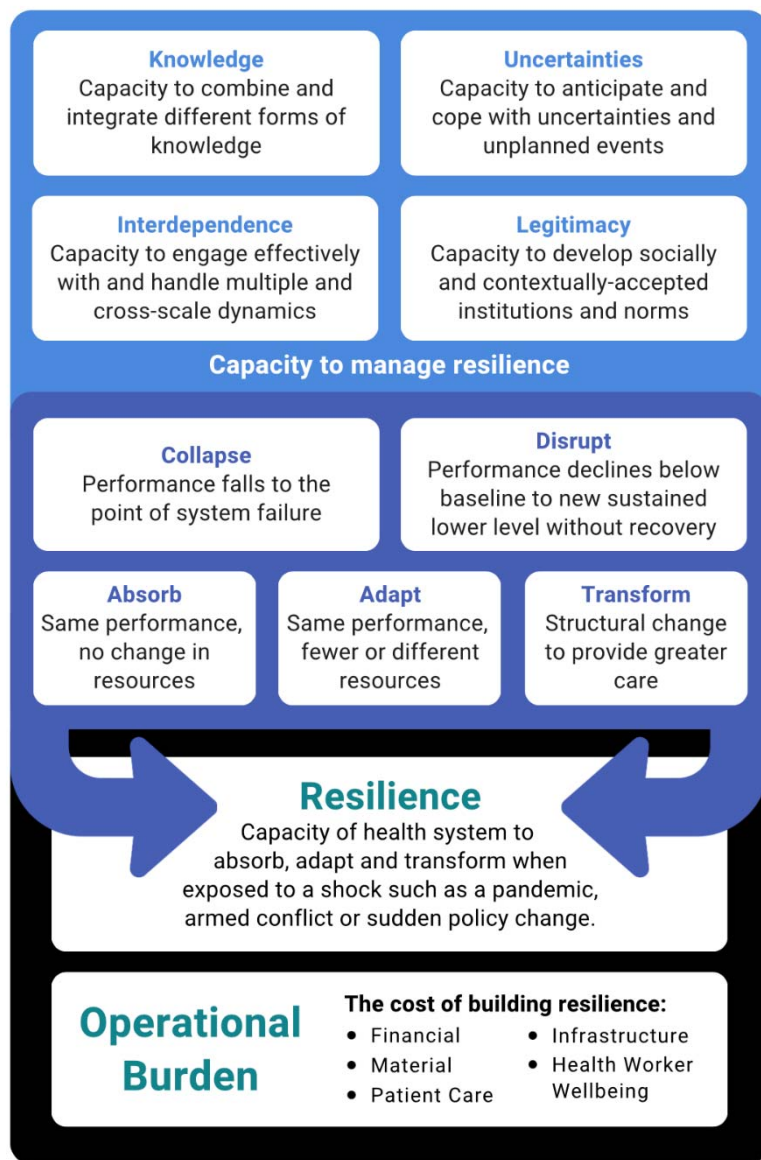 Knowledge
Capacity to combine and
integrate different forms of
knowledge
Uncertainties
Capacity to anticipate and
cope with uncertainties and
unplanned events
Interdependence
Capacity to engage effectively
with and handle multiple and
cross-scale dynamics
Legitimacy
Capacity to develop socially
and contextually-accepted
institutions and norms
Capacity to manage resilience
Collapse
Performance falls to the
point of system failure
Disrupt
Performance declines below
baseline to new sustained
lower level without recovery
Absorb
Same performance,
no change in
resources
Adapt
Same performance,
fewer or different
resources
Transform
Structural change
to provide greater
care
Resilience
Capacity of health system to
absorb, adapt and transform when
exposed to a shock such as a pandemic,
armed conflict or sudden policy change.
Operational
Burden
The cost of building resilience:
• Financial
• Material
• Patient Care
• Infrastructure
• Health Worker
Wellbeing